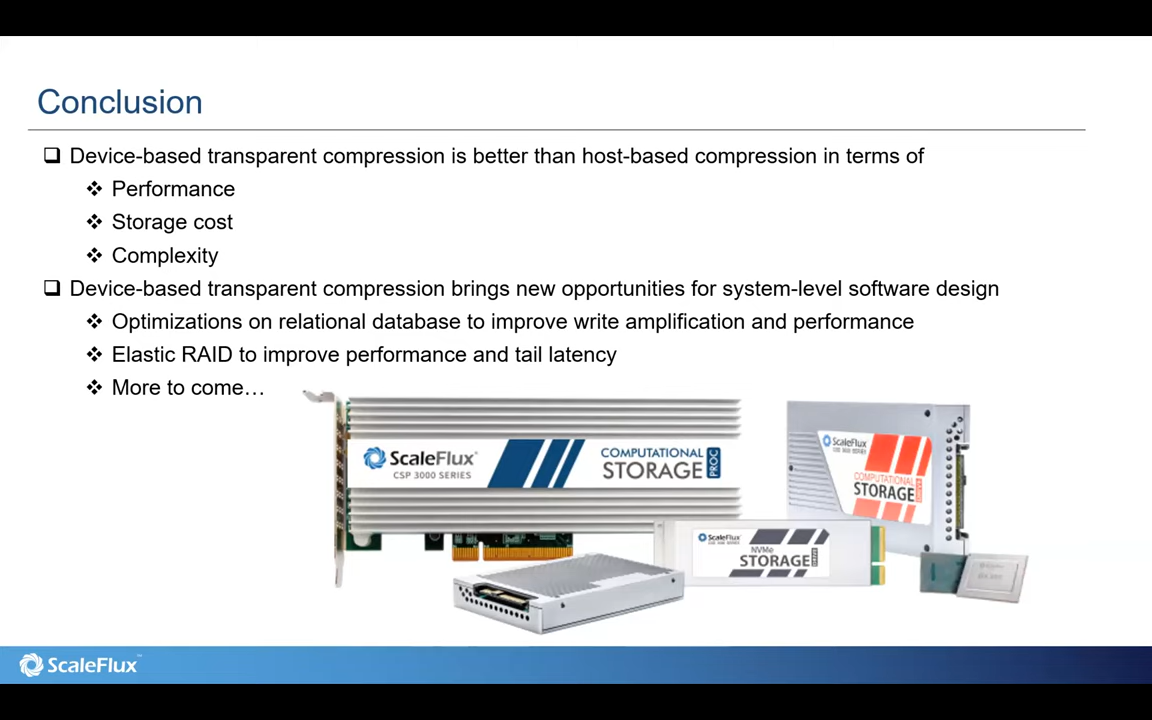 Conclusion
❑ Device-based transparent compression is better than host-based compression in terms of
❖ Performance
❖ Storage cost
❖ Complexity
❑ Device-based transparent compression brings new opportunities for system-level software design
❖ Optimizations on relational database to improve write amplification and performance
❖ Elastic RAID to improve performance and tail latency
❖ More to come…
ScaleFlux
CSP 3000 SERIES
COMPUTATIONAL
STORAGE
PROC
ScaleFlux
COMPUTATIONAL
STORAGE
ScaleFlux
NVMe
STORAGE
ScaleFlux™